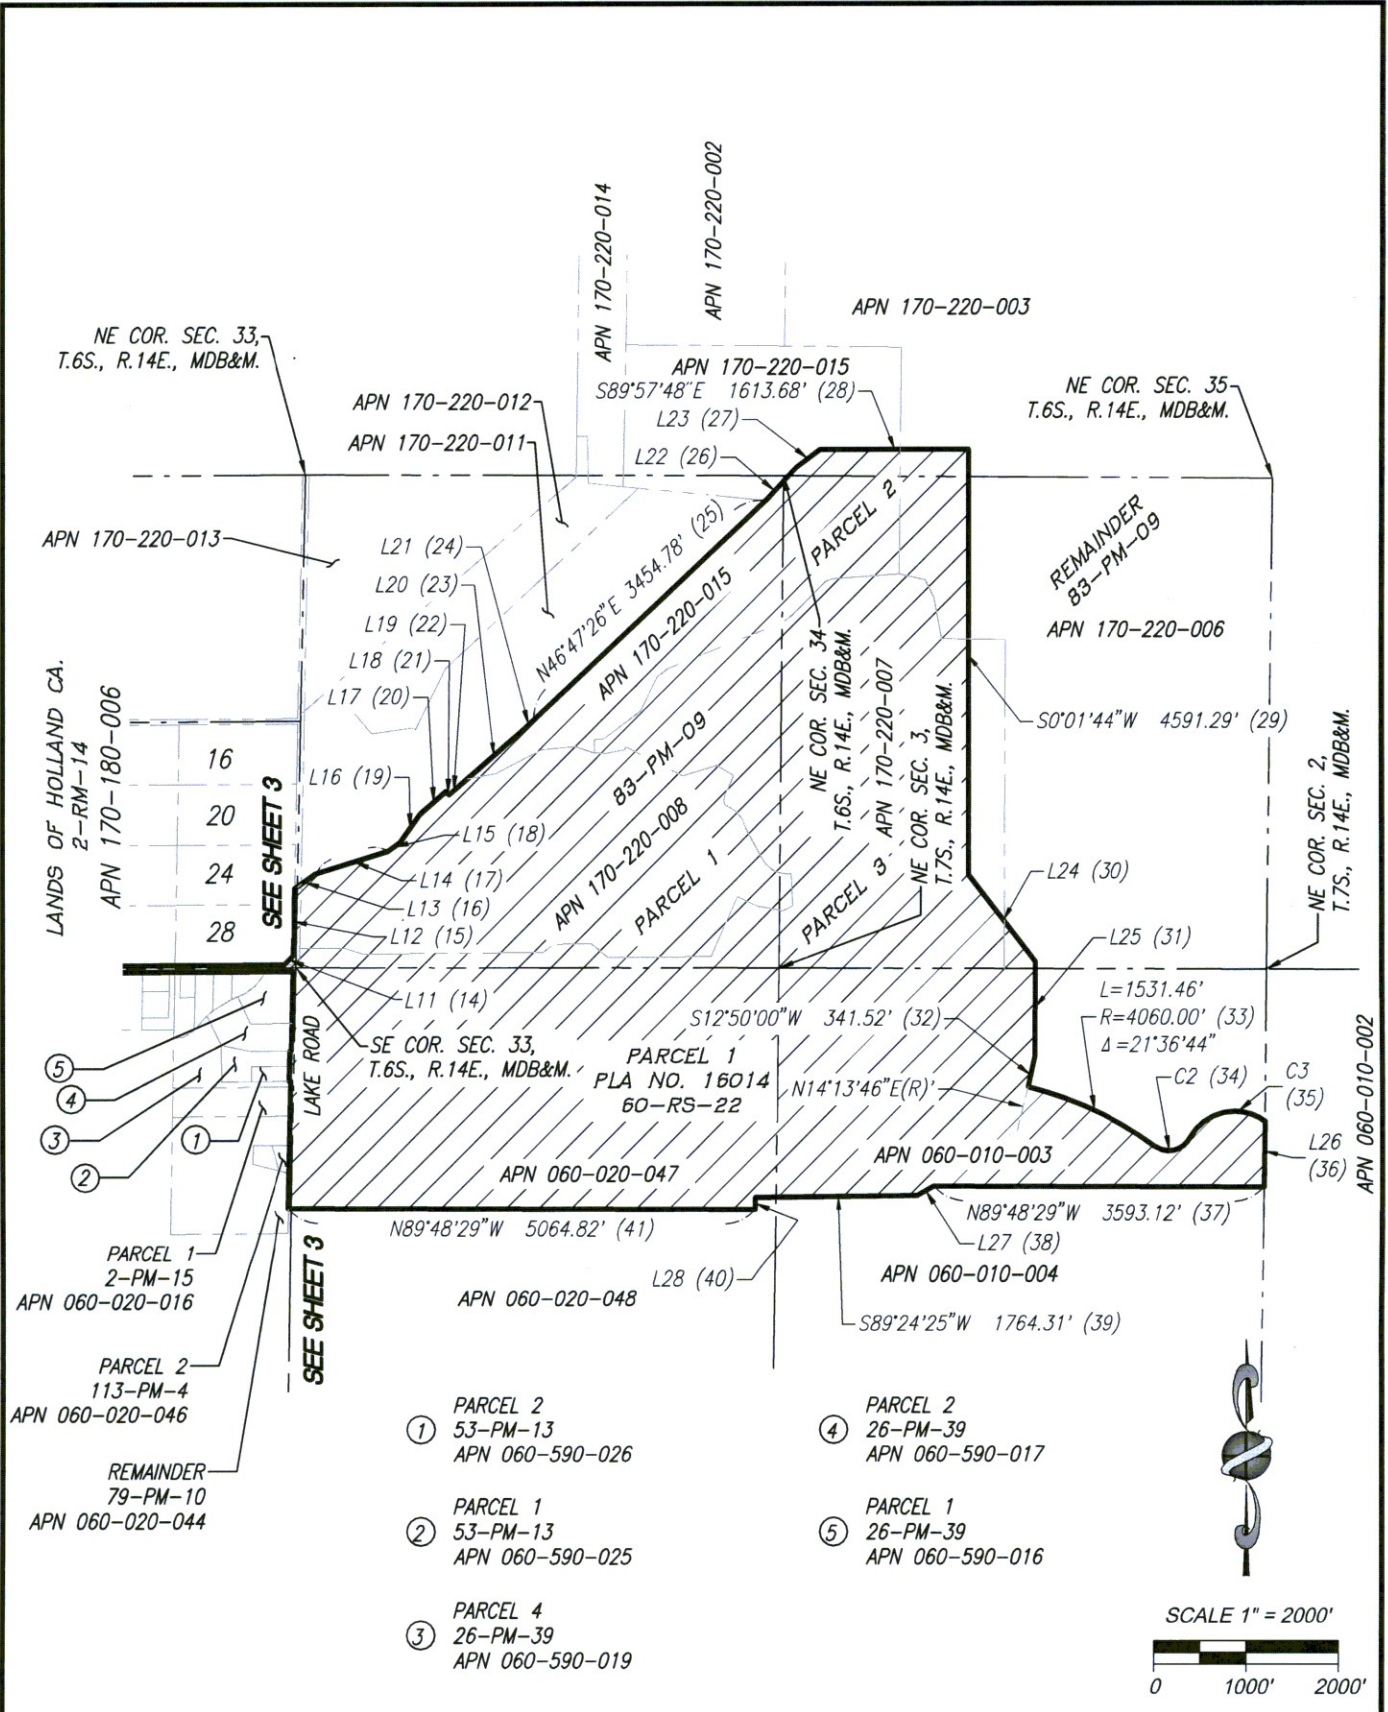 APN 170-220-014
APN 170-220-002
APN 170-220-003
NE COR. SEC. 33,
T.6S., R.14E., MDB&M.
APN 170-220-015
S89°57'48"E 1613.68' (28)
NE COR. SEC. 35
T.6S., R.14E., MDB&M.
APN 170-220-012
L23 (27)
APN 170-220-011
L22 (26)
APN 170-220-013
L21 (24)
L20 (23)
L19 (22)
L18 (21)
L17 (20)
N46°47'26"E 3454.78' (25)
APN 170-220-015
PARCEL 2
REMAINDER
83-PM-09
APN 170-220-006
NE COR. SEC. 34
T.6S., R.14E., MDB&M.
APN 170-220-007
NE COR. SEC. 3,
T.7S., R.14E., MDB&M.
S0°01'44"W 4591.29' (29)
NE COR. SEC. 2,
T.7S., R.14E., MDB&M.
LANDS OF HOLLAND CA.
2-RM-14
APN 170-180-006
16
20
24
28
SEE SHEET 3
L16 (19)
83-PM-09
APN 170-220-008
PARCEL 1
PARCEL 3
L15 (18)
L14 (17)
L13 (16)
L12 (15)
L11 (14)
L24 (30)
L25 (31)
L=1531.46'
R=4060.00' (33)
Δ=21°36'44"
S12°50'00"W 341.52' (32)
SE COR. SEC. 33,
T.6S., R.14E., MDB&M.
LAKE ROAD
PARCEL 1
PLA NO. 16014
60-RS-22
N14°13'46"E(R)
C2 (34)
C3
(35)
L26
(36)
APN 060-010-002
5
4
3
2
1
APN 060-020-047
APN 060-010-003
N89°48'29"W 5064.82' (41)
N89°48'29"W 3593.12' (37)
L27 (38)
L28 (40)
APN 060-010-004
APN 060-020-048
S89°24'25"W 1764.31' (39)
SEE SHEET 3
PARCEL 1
2-PM-15
APN 060-020-016
PARCEL 2
113-PM-4
APN 060-020-046
REMAINDER
79-PM-10
APN 060-020-044
1 PARCEL 2
53-PM-13
APN 060-590-026
2 PARCEL 1
53-PM-13
APN 060-590-025
3 PARCEL 4
26-PM-39
APN 060-590-019
4 PARCEL 2
26-PM-39
APN 060-590-017
5 PARCEL 1
26-PM-39
APN 060-590-016
SCALE 1" = 2000'
0 1000' 2000'